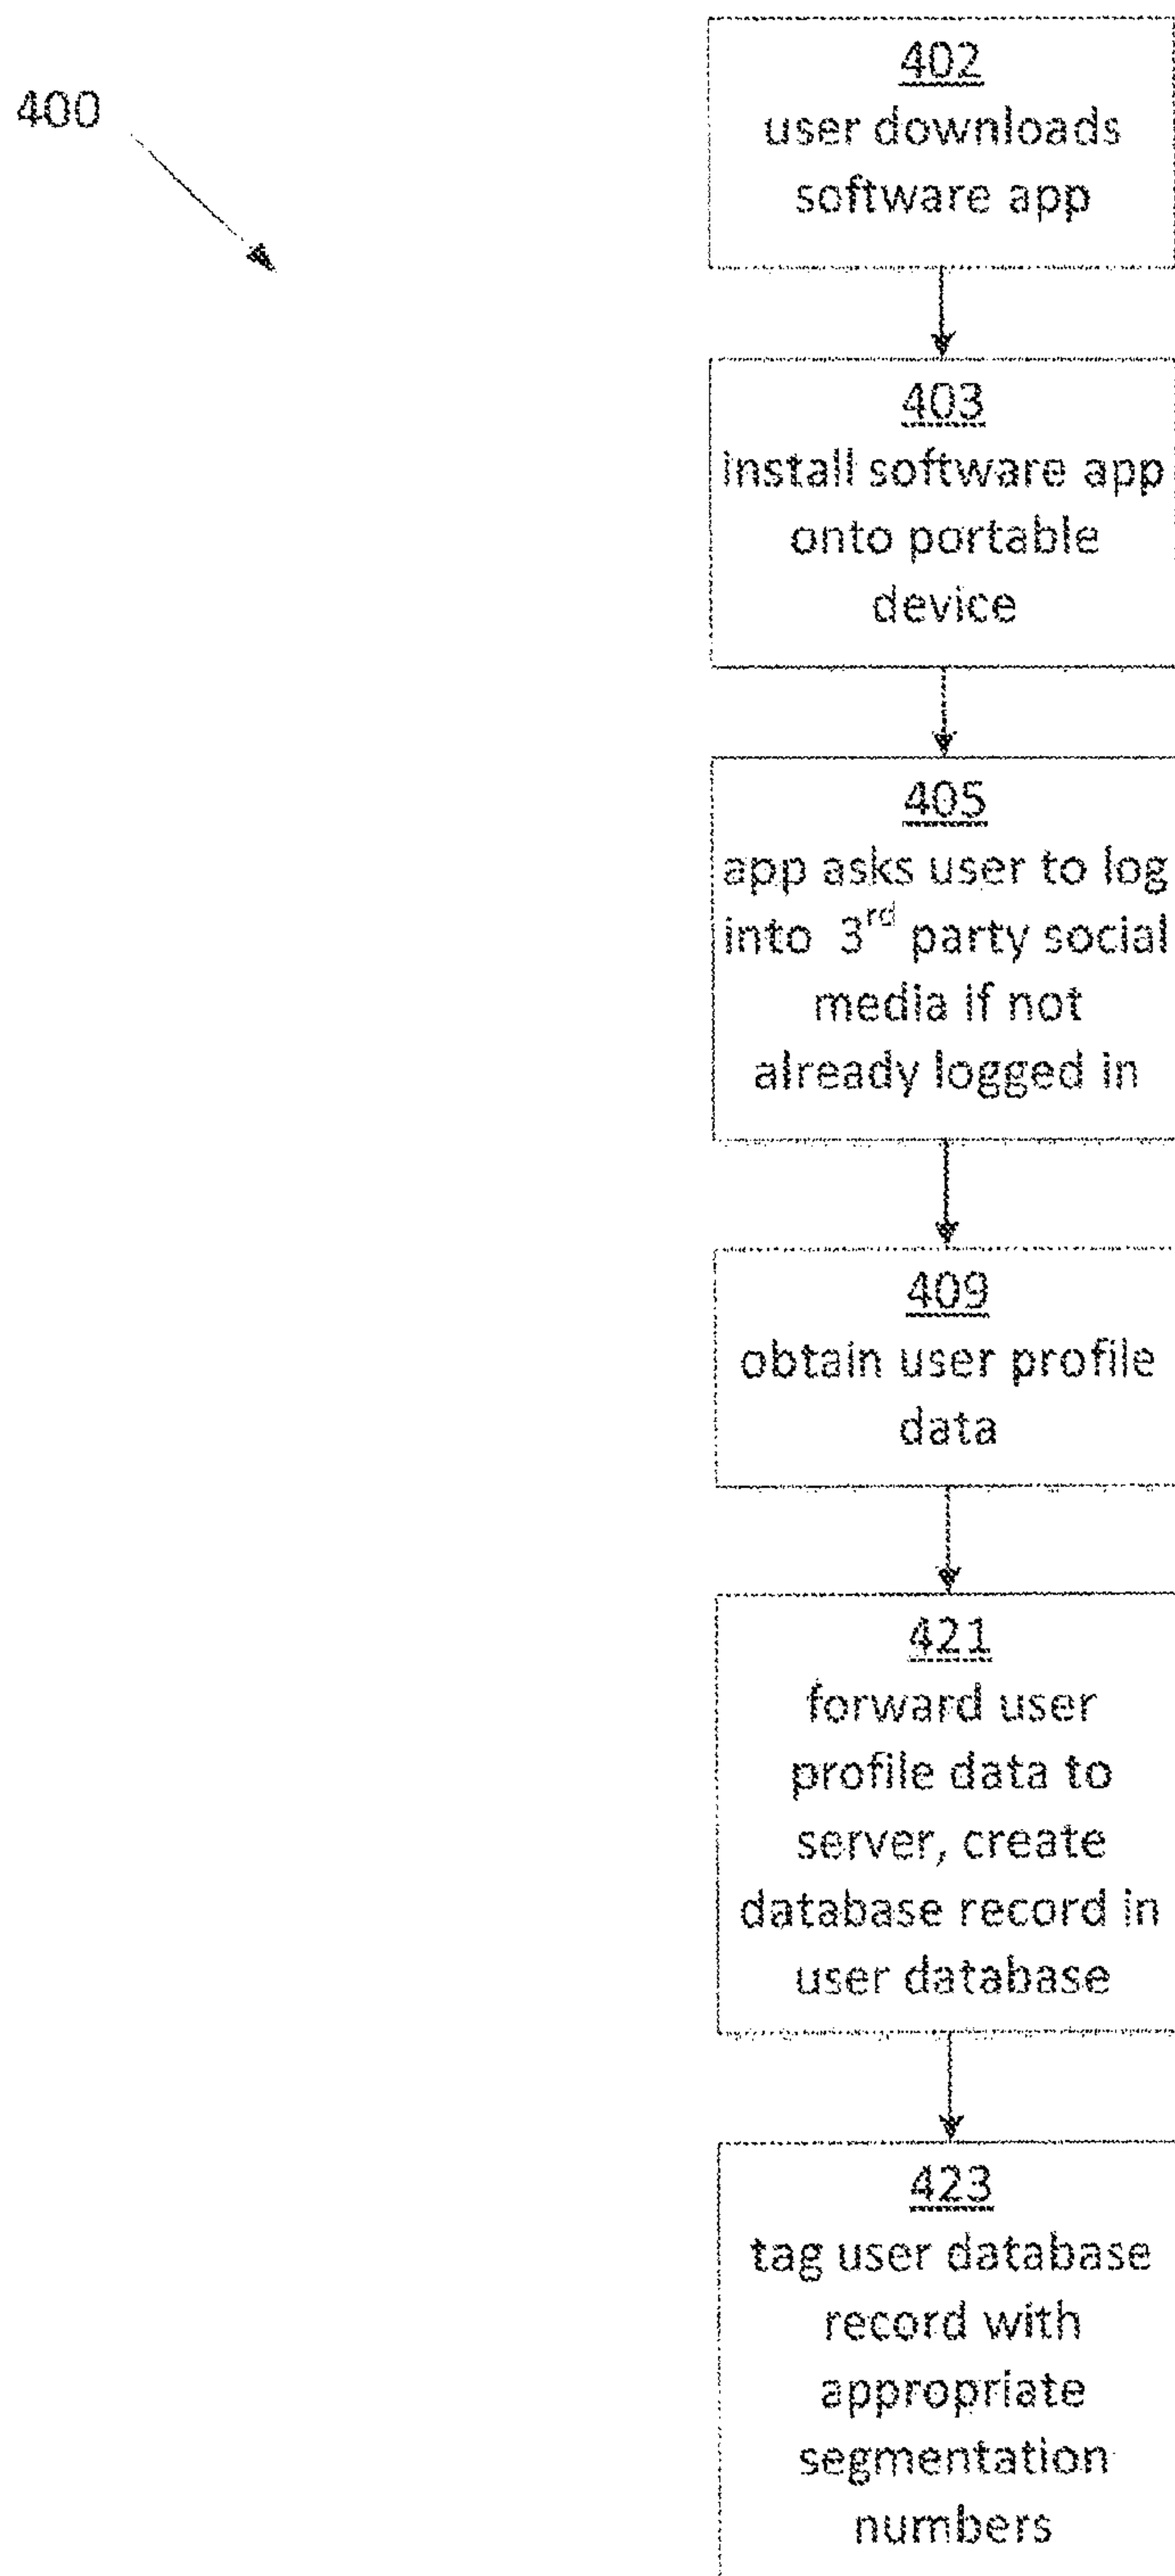 400
402
user downloads
software app
403
install software app
onto portable
device
405
app asks user to log
into 3rd party social
media if not
already logged in
409
obtain user profile
data
421
forward user
profile data to
server, create
database record in
user database
423
tag user database
record with
appropriate
segmentation
numbers